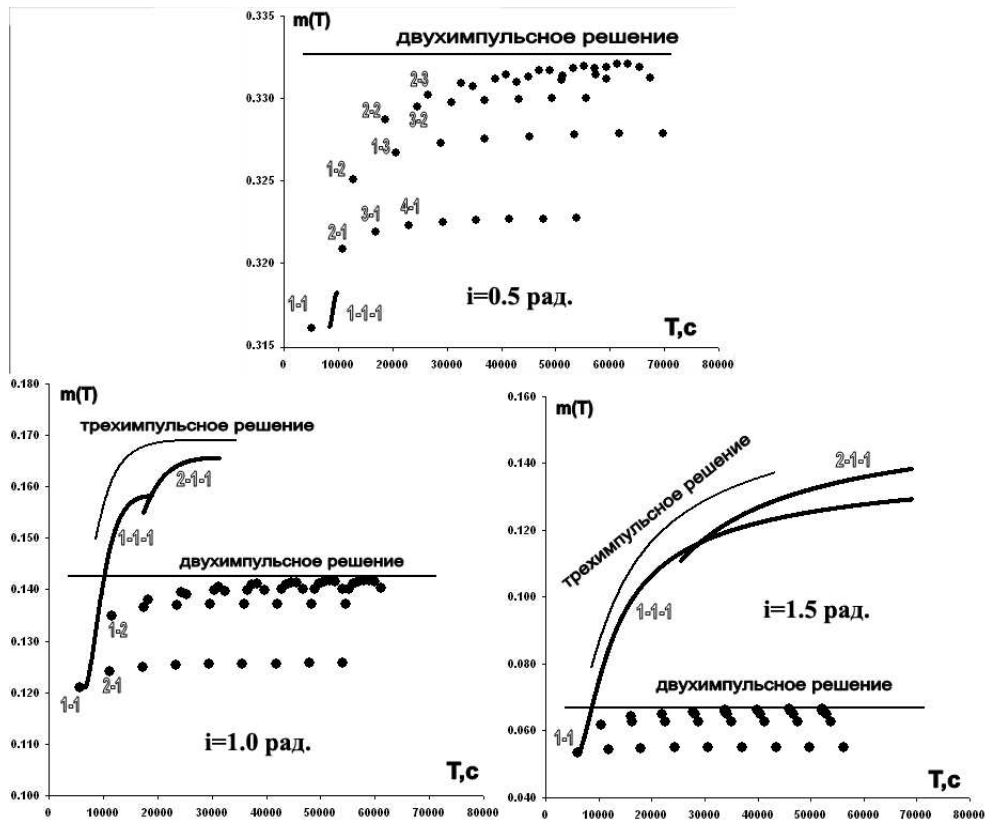 0.335
m(T)
двухимпульсное решение
0.330
2-3
2-2
3-2
1-3
0.325
1-2
3-1
4-1
2-1
0.320
1-1
1-1-1
i=0.5 рад.
T,c
0.315
0 10000 20000 30000 40000 50000 60000 70000 80000
0.180
m(T)
0.170
трехимпульсное решение
2-1-1
0.160
0.150
1-1-1
двухимпульсное решение
0.140
1-2
0.130
2-1
0.120
1-1
i=1.0 рад.
0.110
T,c
0.100
0 10000 20000 30000 40000 50000 60000 70000 80000
0.160
m(T)
2-1-1
0.140
трехимпульсное решение
0.120
0.100
1-1-1
i=1.5 рад.
0.080
двухимпульсное решение
0.060
1-1
T,c
0.040
0 10000 20000 30000 40000 50000 60000 70000 80000